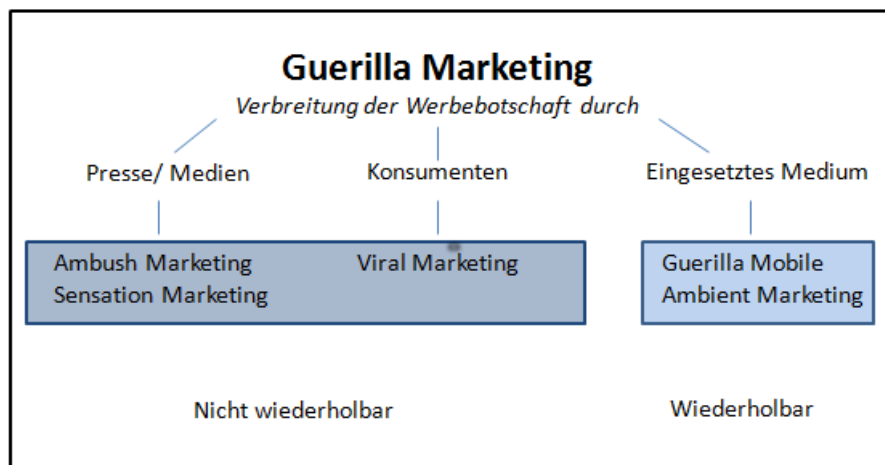 Guerilla Marketing
Verbreitung der Werbebotschaft durch
Presse/ Medien
Konsumenten
Eingesetztes Medium
Ambush Marketing
Sensation Marketing
Viral Marketing
Guerilla Mobile
Ambient Marketing
Nicht wiederholbar
Wiederholbar